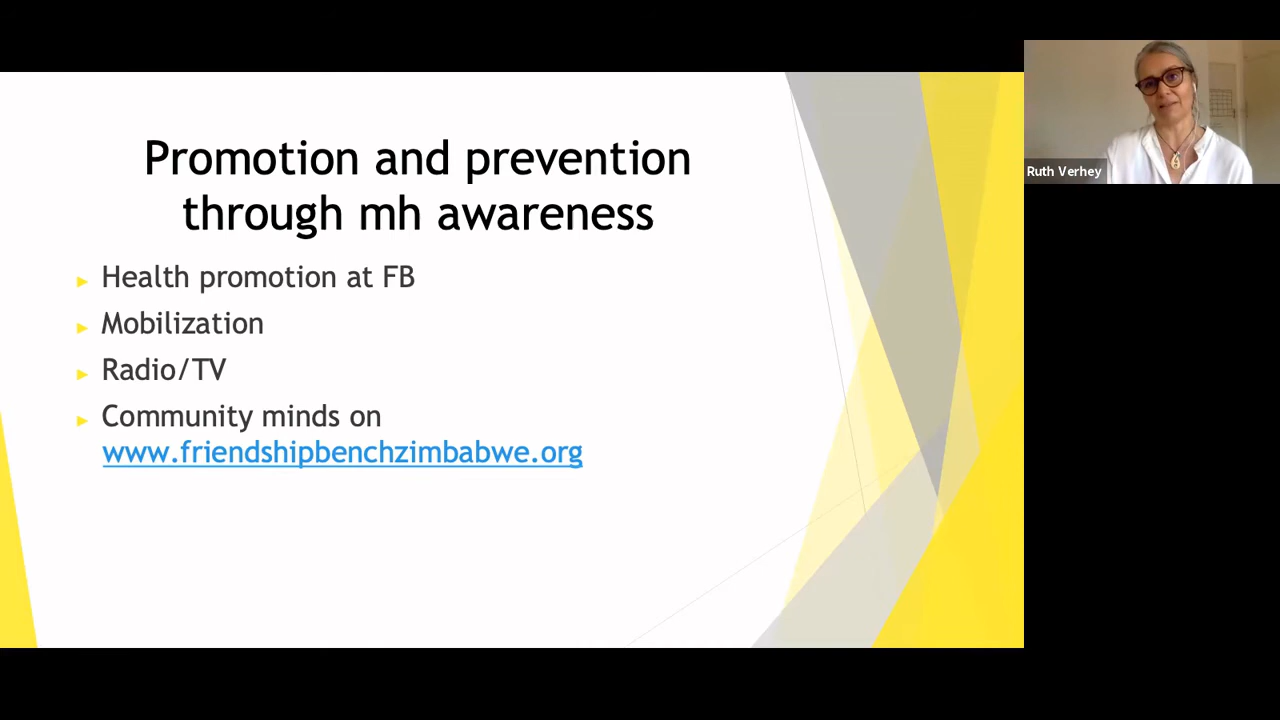 Promotion and prevention
through mh awareness
Health promotion at FB
Mobilization
Radio/TV
Community minds on
www.friendshipbenchzimbabwe.org
Ruth Verhey